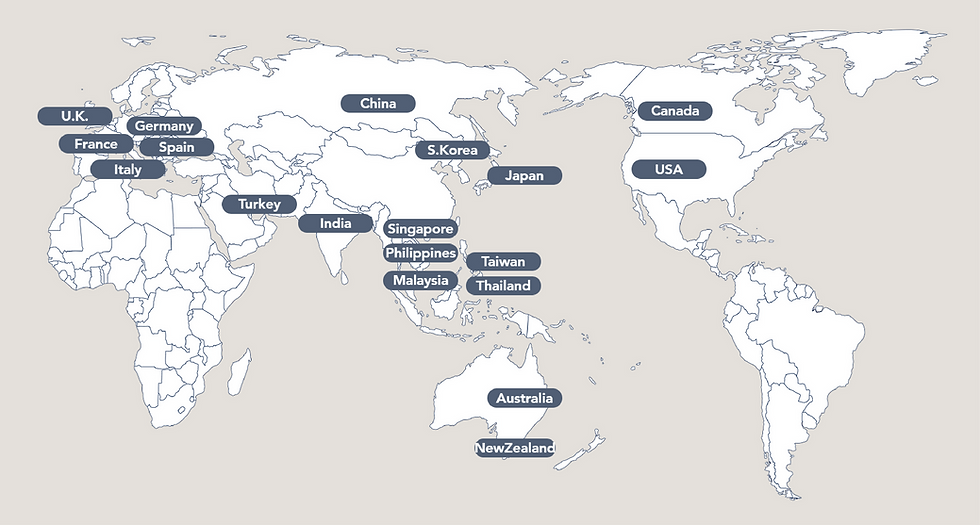 China
U.K.
Canada
Germany
France
Spain
S.Korea
Italy
USA
Japan
Turkey
India
Singapore
Philippines
Taiwan
Malaysia
Thailand
Australia
NewZealand